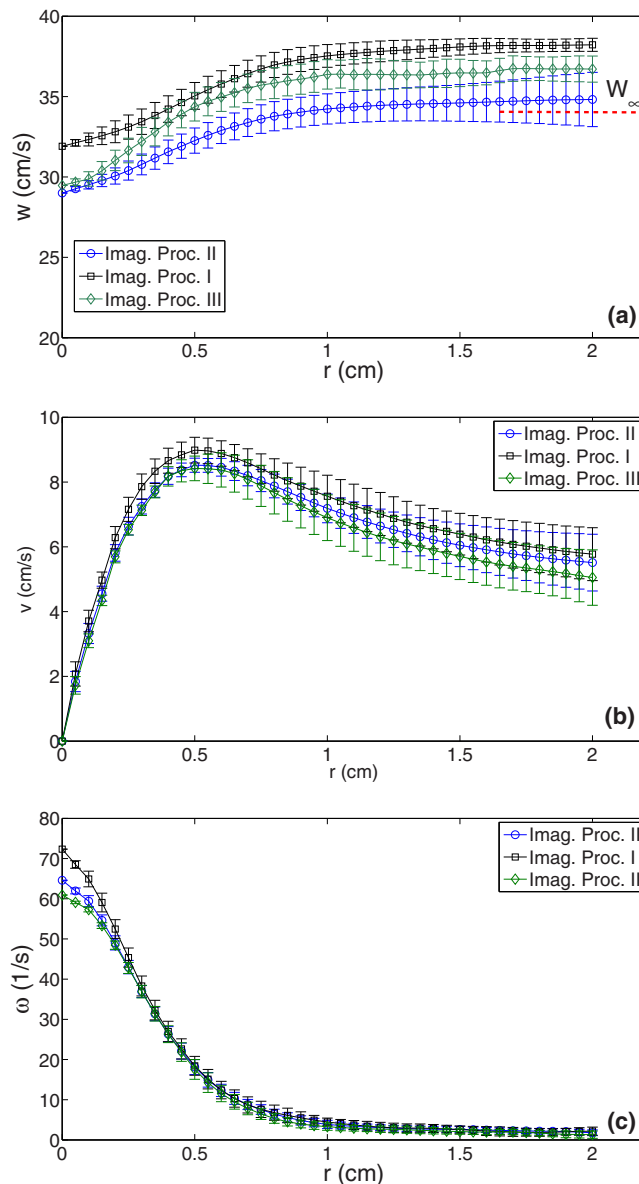 40
35
30
25
20
w (cm/s)
W∞
Imag. Proc. II
Imag. Proc. I
Imag. Proc. III
(a)
0 0.5 1 1.5 2
r (cm)
10
8
6
4
2
0
v (cm/s)
Imag. Proc. II
Imag. Proc. I
Imag. Proc. III
(b)
0 0.5 1 1.5 2
r (cm)
80
70
60
50
40
30
20
10
0
ω (1/s)
Imag. Proc. II
Imag. Proc. I
Imag. Proc. II
(c)
0 0.5 1 1.5 2
r (cm)